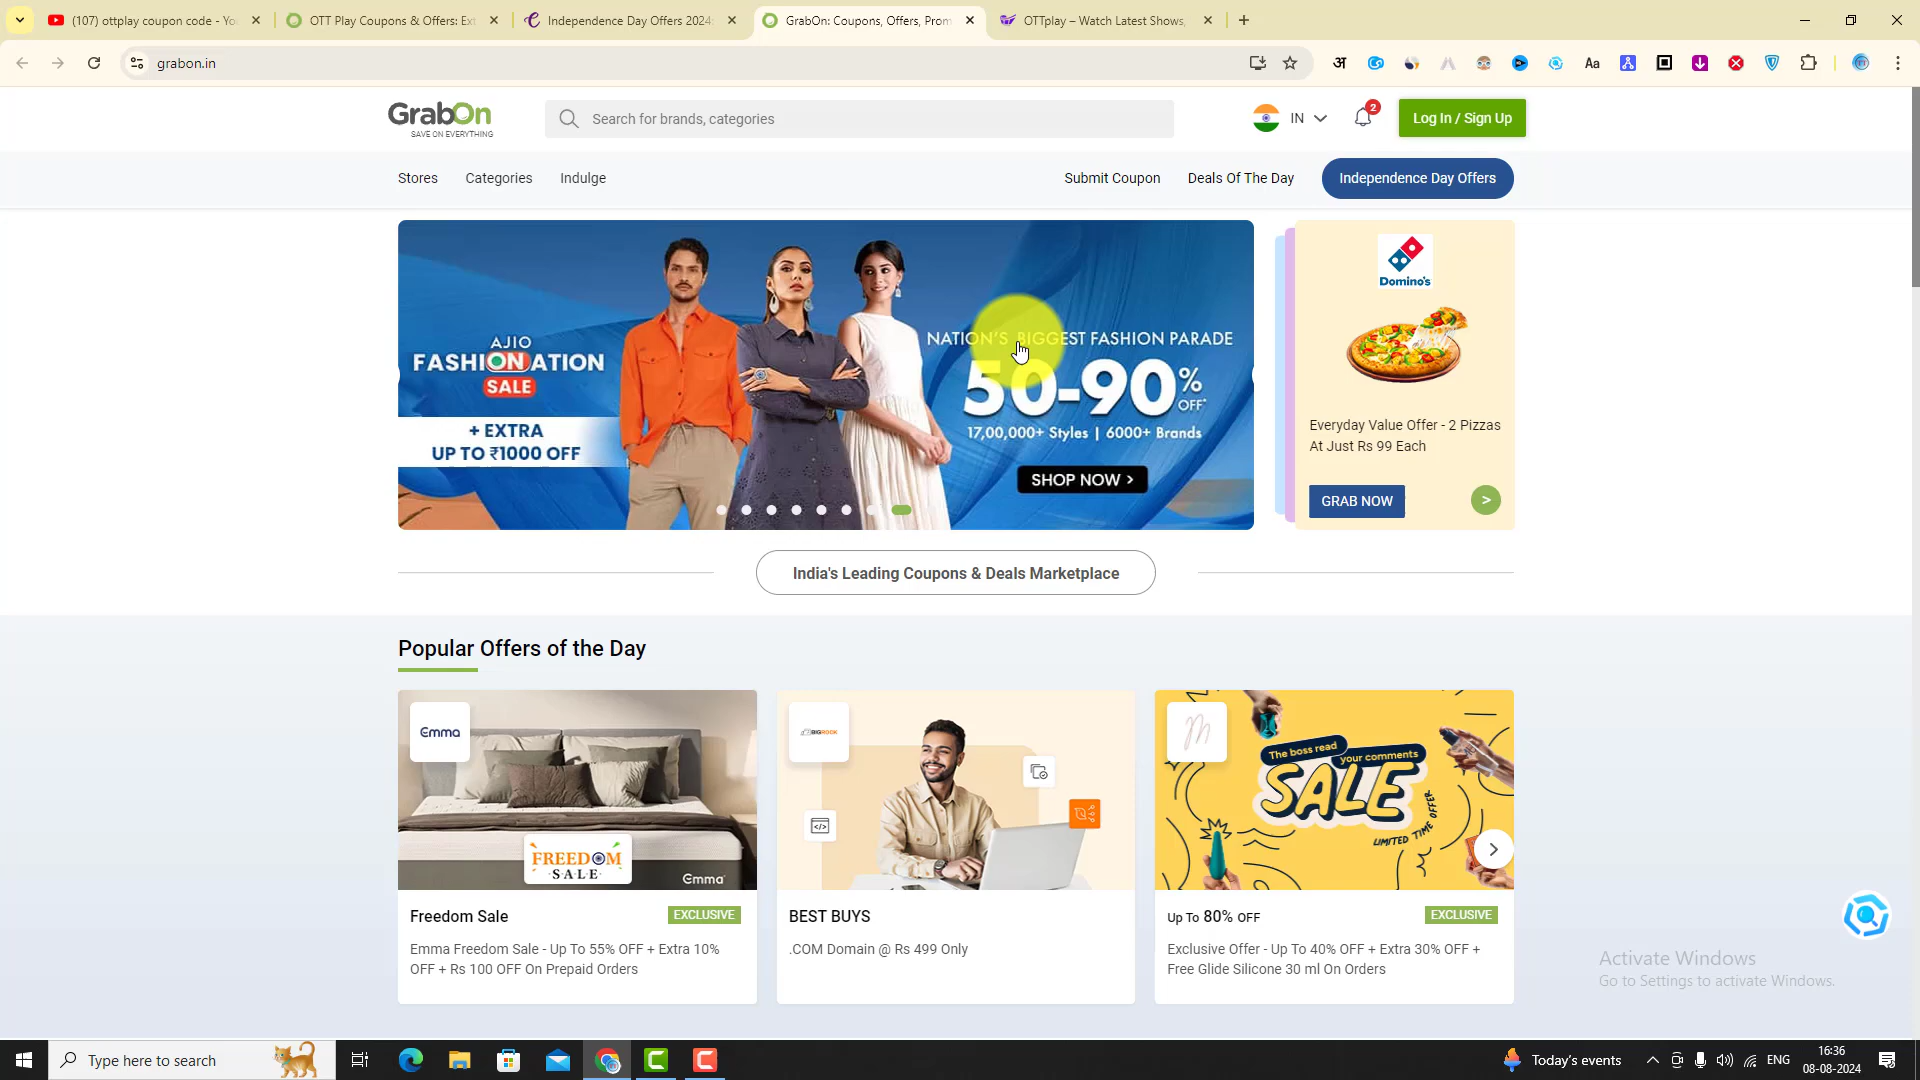 (107) ottplay coupon code - Yo
OTT Play Coupons & Offers: Ext
Independence Day Offers 2024:
GrabOn: Coupons, Offers, Prom
OTTplay – Watch Latest Shows,
grabon.in
GrabOn
SAVE ON EVERYTHING
Search for brands, categories
IN
2
Log In / Sign Up
Stores
Categories
Indulge
Submit Coupon
Deals Of The Day
Independence Day Offers
AJIO
FASHIONATION
SALE
+ EXTRA
UP TO ₹1000 OFF
NATION'S BIGGEST FASHION PARADE
50-90% OFF*
17,00,000+ Styles | 6000+ Brands
SHOP NOW >
Domino's
Everyday Value Offer - 2 Pizzas
At Just Rs 99 Each
GRAB NOW
>
India's Leading Coupons & Deals Marketplace
Popular Offers of the Day
emma
FREEDOM
SALE
emma
Freedom Sale
EXCLUSIVE
Emma Freedom Sale - Up To 55% OFF + Extra 10%
OFF + Rs 100 OFF On Prepaid Orders
BIGROCK
</>
BEST BUYS
.COM Domain @ Rs 499 Only
M
The boss read
your comments
SALE
LIMITED TIME OFFER
Up To 80% OFF
EXCLUSIVE
Exclusive Offer - Up To 40% OFF + Extra 30% OFF +
Free Glide Silicone 30 ml On Orders
Activate Windows
Go to Settings to activate Windows.
Type here to search
Today's events
ENG
16:36
08-08-2024
अ
Aa